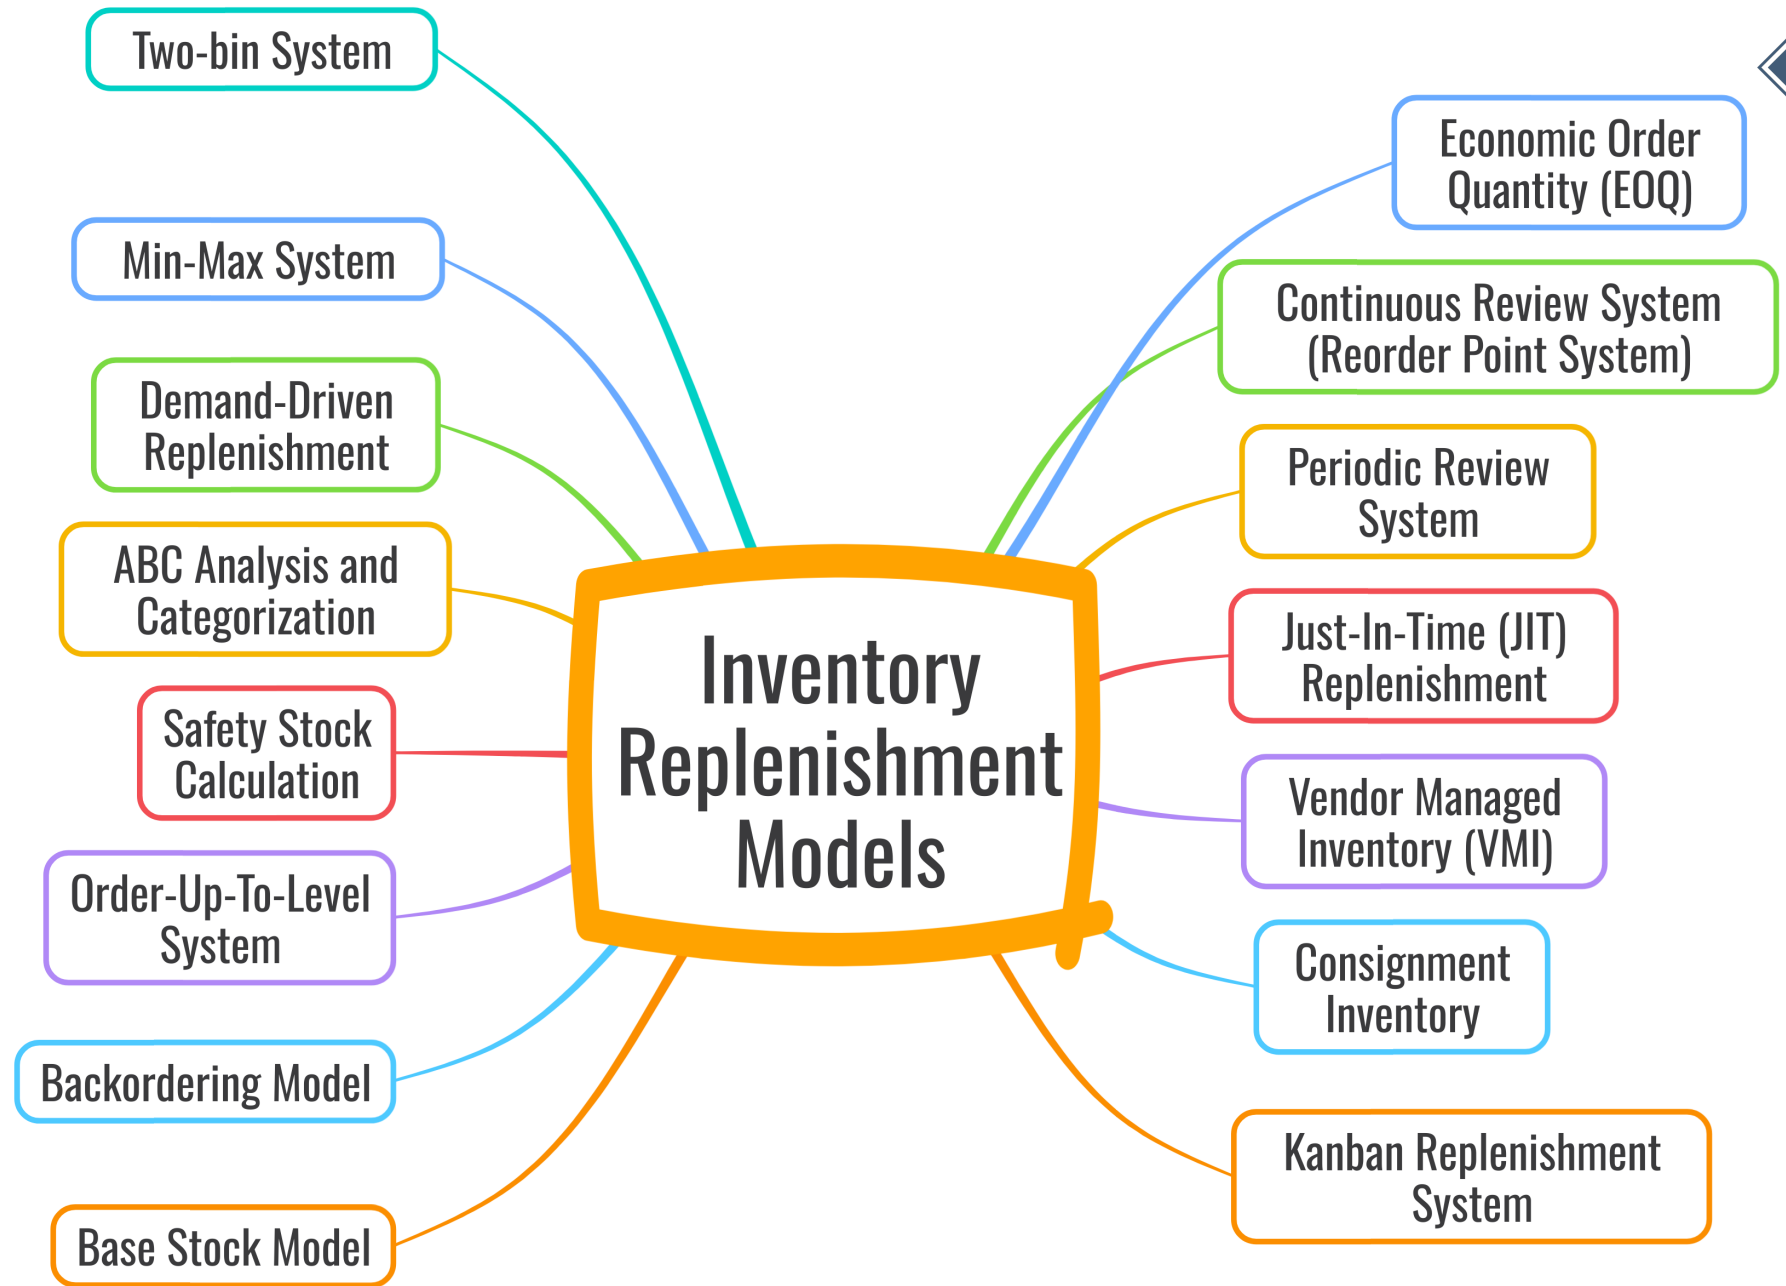 Two-bin System
Min-Max System
Demand-Driven
Replenishment
ABC Analysis and
Categorization
Safety Stock
Calculation
Order-Up-To-Level
System
Backordering Model
Base Stock Model
Inventory
Replenishment
Models
Economic Order
Quantity (EOQ)
Continuous Review System
(Reorder Point System)
Periodic Review
System
Just-In-Time (JIT)
Replenishment
Vendor Managed
Inventory (VMI)
Consignment
Inventory
Kanban Replenishment
System